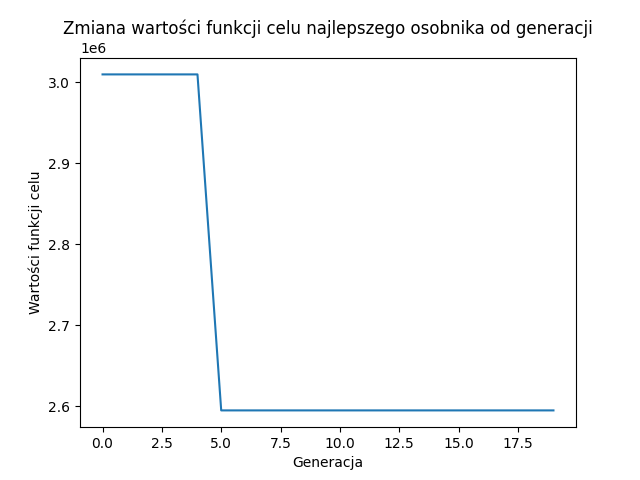 Zmiana wartości funkcji celu najlepszego osobnika od generacji
1e6
3.0
2.9
2.8
2.7
2.6
Wartości funkcji celu
0.0 2.5 5.0 7.5 10.0 12.5 15.0 17.5
Generacja